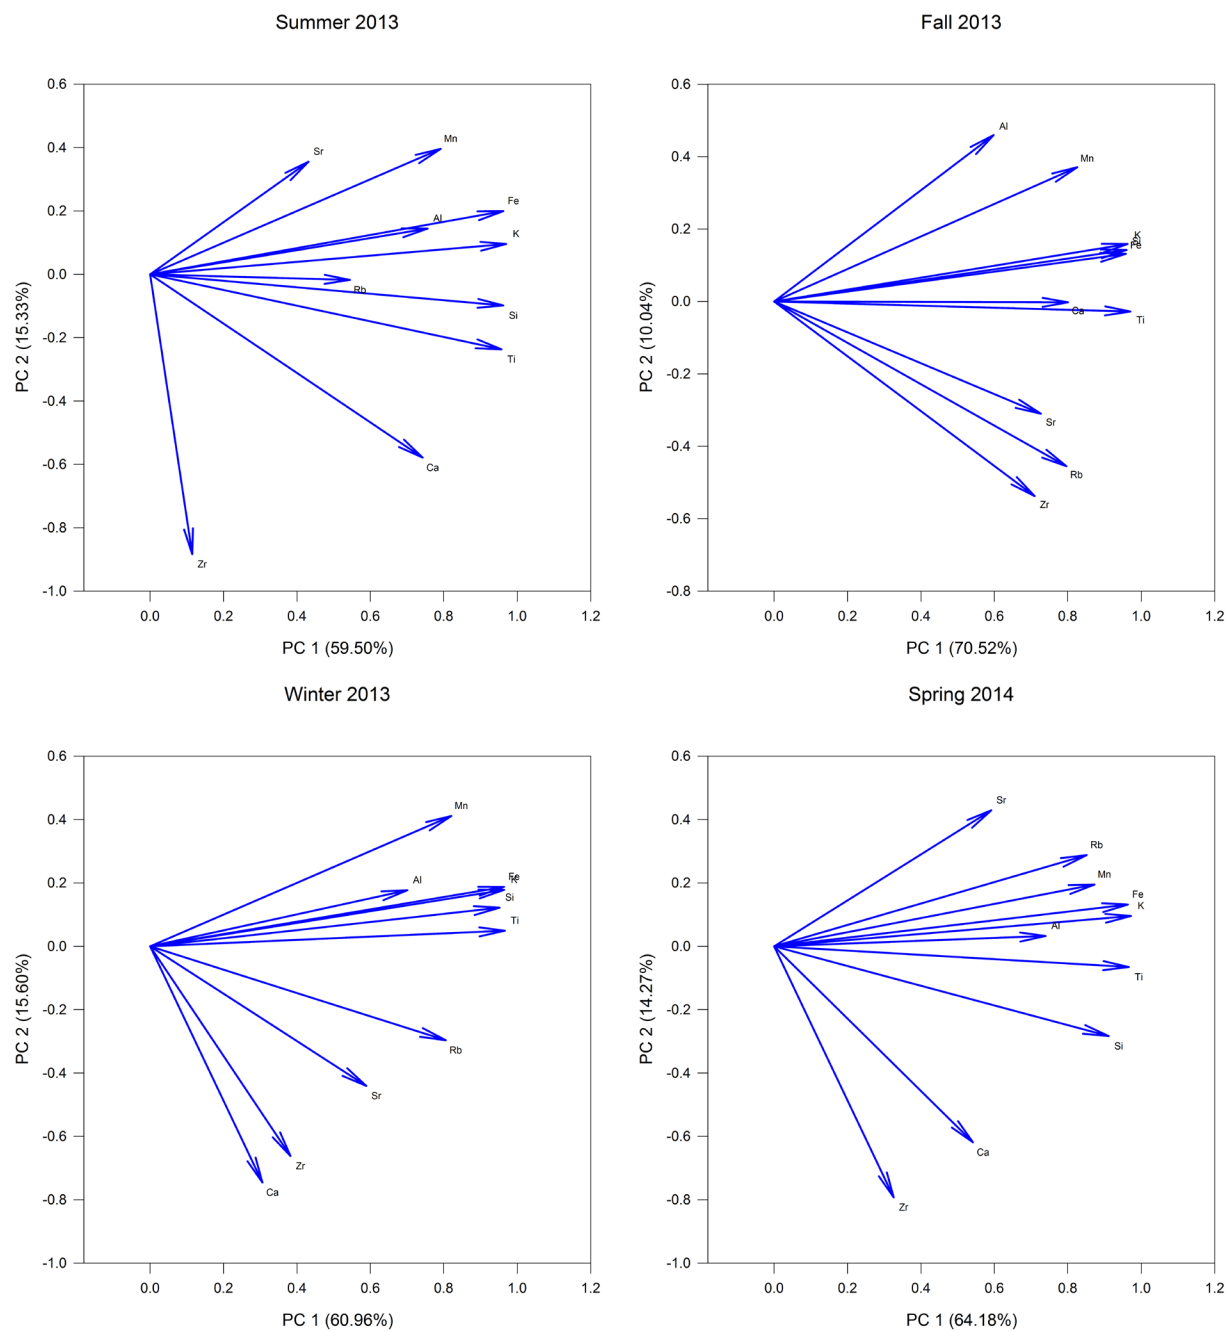 Summer 2013
0.6
0.4
0.2
0.0
-0.2
-0.4
-0.6
-0.8
-1.0
PC 2 (15.33%)
Sr
Mn
Fe
Al
K
Rb
Si
Ti
Ca
Zr
0.0 0.2 0.4 0.6 0.8 1.0 1.2
PC 1 (59.50%)
Fall 2013
0.6
0.4
0.2
0.0
-0.2
-0.4
-0.6
-0.8
PC 2 (10.04%)
Al
Mn
K
Si
Fe
Ca
Ti
Sr
Rb
Zr
0.0 0.2 0.4 0.6 0.8 1.0 1.2
PC 1 (70.52%)
Winter 2013
0.6
0.4
0.2
0.0
-0.2
-0.4
-0.6
-0.8
-1.0
PC 2 (15.60%)
Mn
Al
Fe
K
Si
Ti
Rb
Sr
Zr
Ca
0.0 0.2 0.4 0.6 0.8 1.0 1.2
PC 1 (60.96%)
Spring 2014
0.6
0.4
0.2
0.0
-0.2
-0.4
-0.6
-0.8
-1.0
PC 2 (14.27%)
Sr
Rb
Mn
Fe
K
Al
Ti
Si
Ca
Zr
0.0 0.2 0.4 0.6 0.8 1.0 1.2
PC 1 (64.18%)